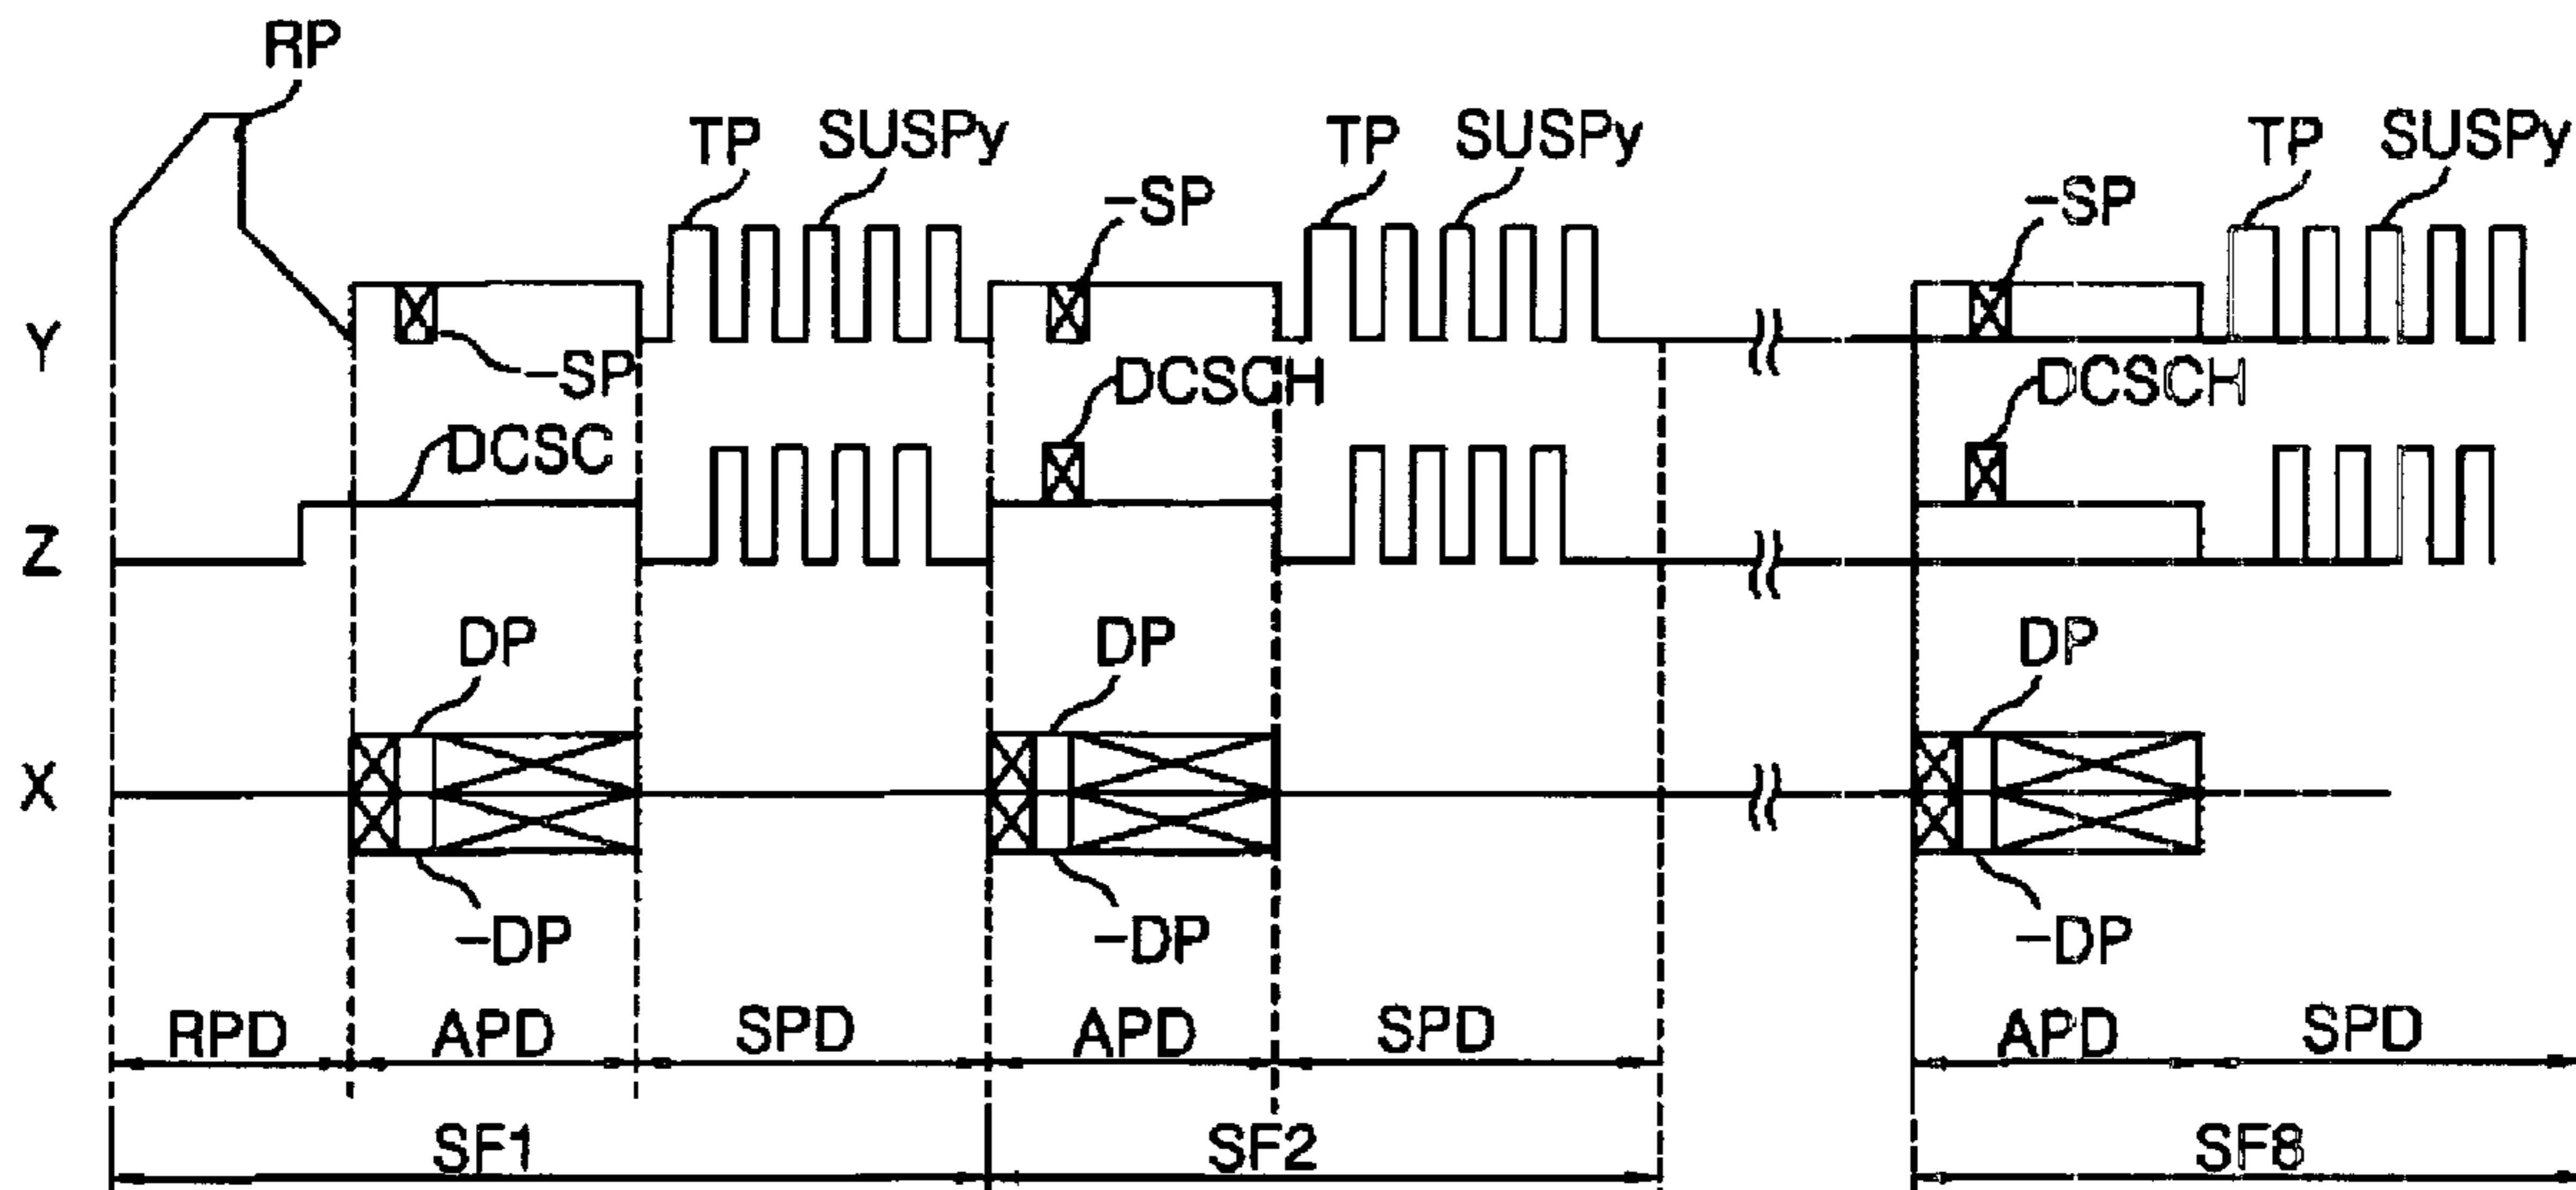 RP
TP SUSPy TP SUSPy TP SUSPy
-SP -SP
Y
-SP DCSCH DCSCH
DCSC
Z
DP DP DP
X
-DP -DP -DP
RPD APD SPD APD SPD APD SPD
SF1 SF2 SF8